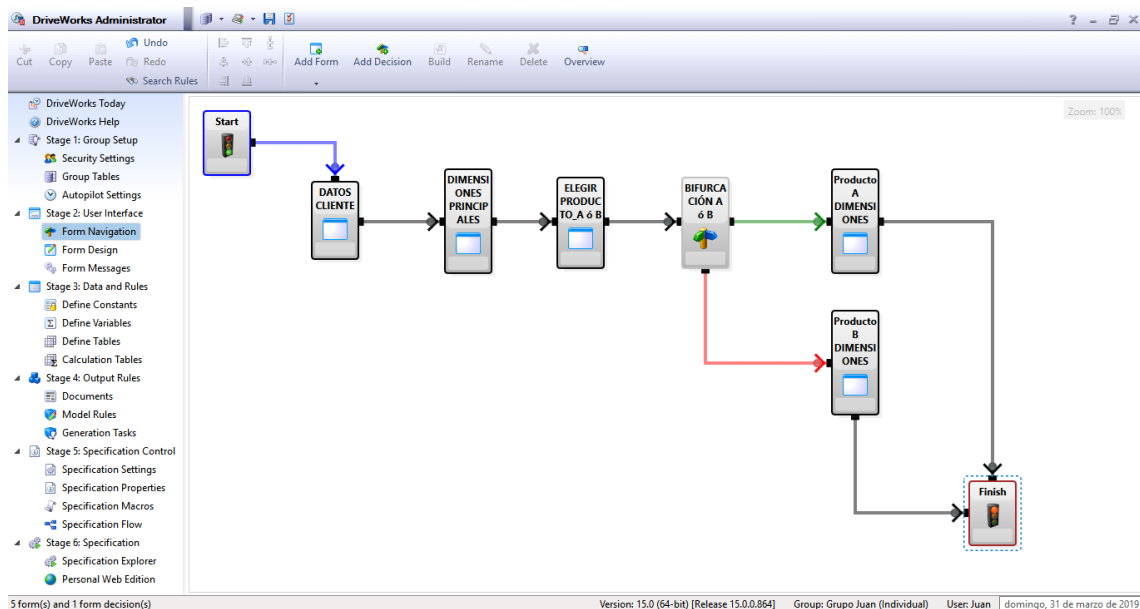 DriveWorks Administrator
? 
Undo
Cut Copy Paste Redo Add Form Add Decision Build Rename Delete Overview
Search Rules
DriveWorks Today
DriveWorks Help
Stage 1: Group Setup
Security Settings
Group Tables
Autopilot Settings
Stage 2: User Interface
Form Navigation
Form Design
Form Messages
Stage 3: Data and Rules
Define Constants
Define Variables
Define Tables
Calculation Tables
Stage 4: Output Rules
Documents
Model Rules
Generation Tasks
Stage 5: Specification Control
Specification Settings
Specification Properties
Specification Macros
Specification Flow
Stage 6: Specification
Specification Explorer
Personal Web Edition
Zoom: 100%
Start
DATOS
CLIENTE
DIMENSI
ONES
PRINCIP
ALES
ELEGIR
PRODUC
TO_A ó B
BIFURCA
CIÓN A
ó B
Producto
A
DIMENSI
ONES
Producto
B
DIMENSI
ONES
Finish
5 form(s) and 1 form decision(s) Version: 15.0 (64-bit) [Release 15.0.0.864] Group: Grupo Juan (Individual) User: Juan domingo, 31 de marzo de 2019